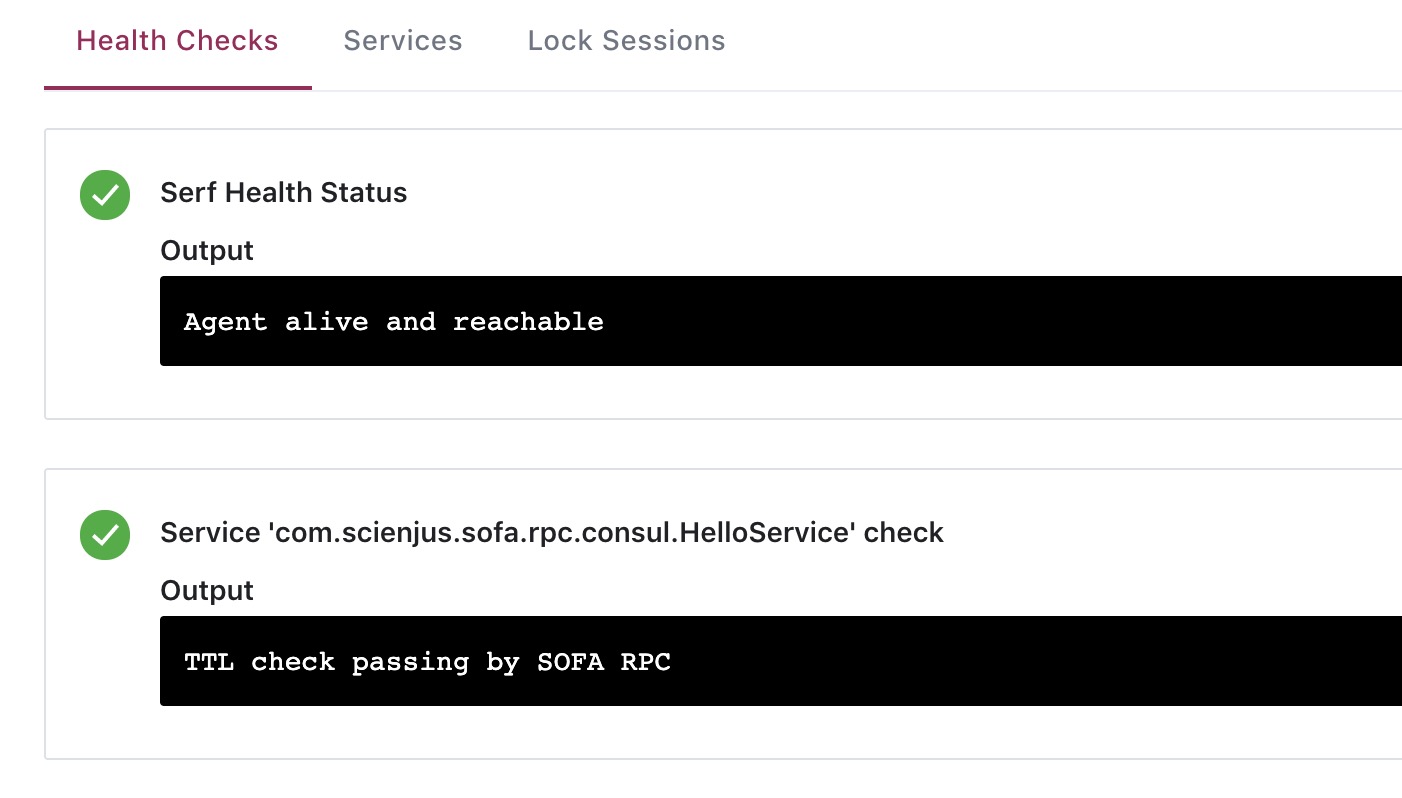 Health Checks Services Lock Sessions
Serf Health Status
Output
Agent alive and reachable
Service 'com.scienjus.sofa.rpc.consul.HelloService' check
Output
TTL check passing by SOFA RPC